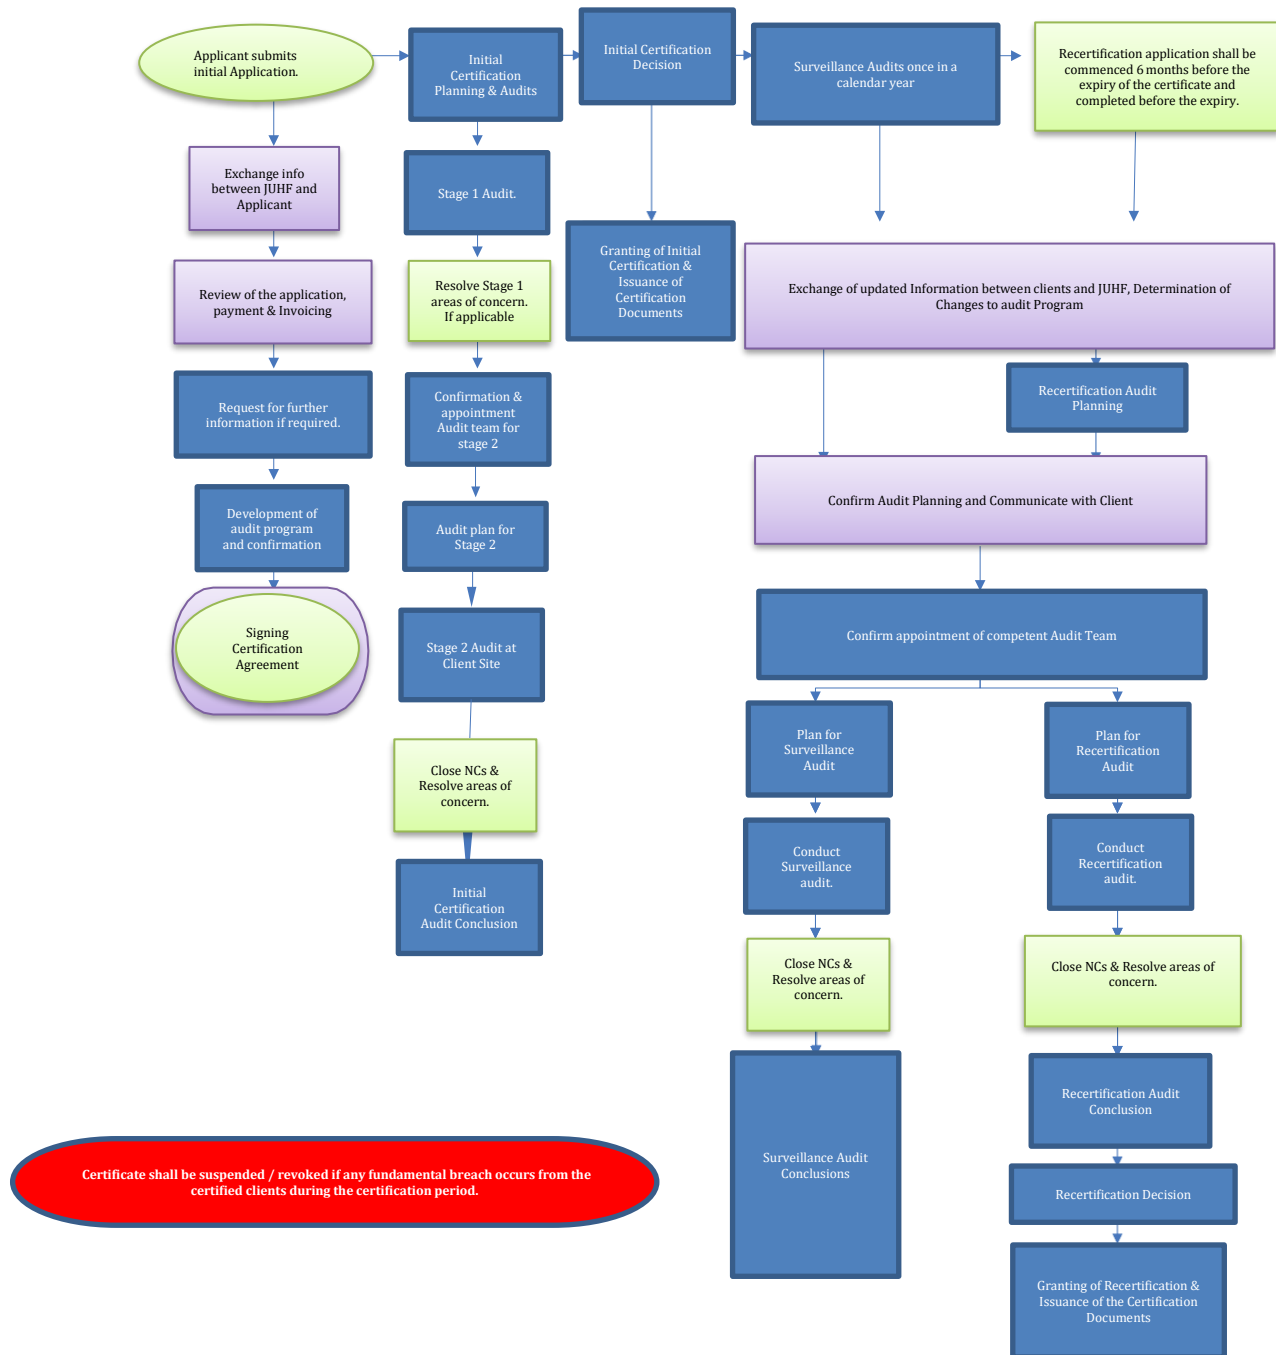 Applicant submits
initial Application.
Initial
Certification
Planning & Audits
Initial Certification
Decision
Surveillance Audits once in a
calendar year
Recertification application shall be
commenced 6 months before the
expiry of the certificate and
completed before the expiry.
Exchange info
between JUHF and
Applicant
Review of the application,
payment & Invoicing
Request for further
information if required.
Development of
audit program
and confirmation
Signing
Certification
Agreement
Stage 1 Audit.
Resolve Stage 1
areas of concern.
If applicable
Confirmation &
appointment
Audit team for
stage 2
Audit plan for
Stage 2
Stage 2 Audit at
Client Site
Close NCs &
Resolve areas of
concern.
Initial
Certification
Audit Conclusion
Granting of Initial
Certification &
Issuance of
Certification
Documents
Exchange of updated Information between clients and JUHF, Determination of
Changes to audit Program
Recertification Audit
Planning
Confirm Audit Planning and Communicate with Client
Confirm appointment of competent Audit Team
Plan for
Surveillance
Audit
Conduct
Surveillance
audit.
Close NCs &
Resolve areas of
concern.
Surveillance Audit
Conclusions
Plan for
Recertification
Audit
Conduct
Recertification
audit.
Close NCs & Resolve areas of
concern.
Recertification Audit
Conclusion
Recertification Decision
Granting of Recertification &
Issuance of the Certification
Documents
Certificate shall be suspended / revoked if any fundamental breach occurs from the
certified clients during the certification period.